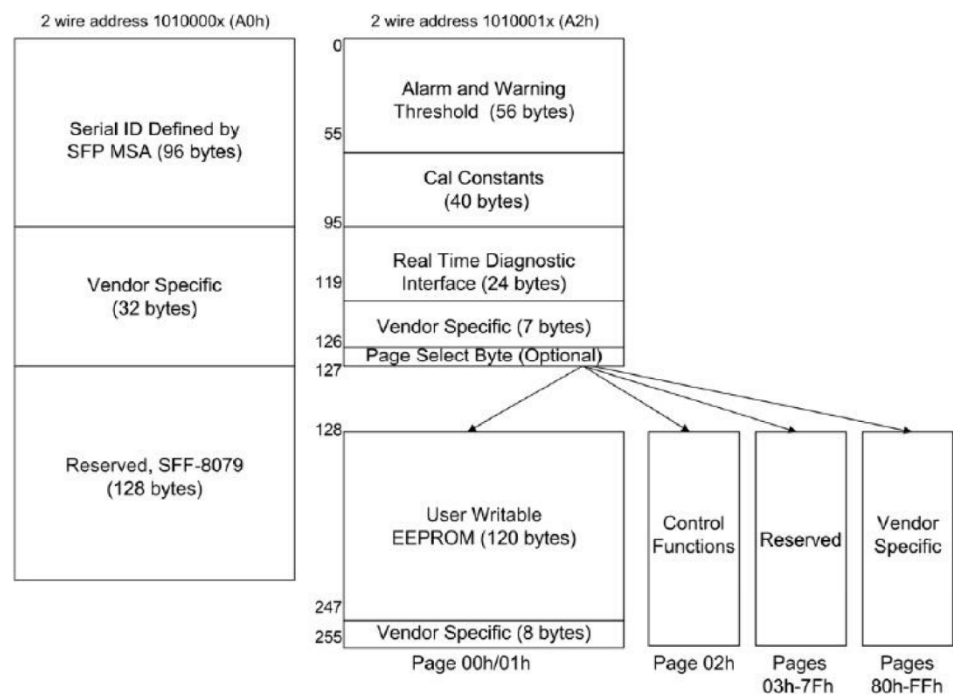 2 wire address 1010000x (A0h)
Serial ID Defined by
SFP MSA (96 bytes)
Vendor Specific
(32 bytes)
Reserved, SFF-8079
(128 bytes)
2 wire address 1010001x (A2h)
0
Alarm and Warning
Threshold (56 bytes)
55
Cal Constants
(40 bytes)
95
Real Time Diagnostic
Interface (24 bytes)
119
Vendor Specific (7 bytes)
126
Page Select Byte (Optional)
127
128
User Writable
EEPROM (120 bytes)
247
Vendor Specific (8 bytes)
255
Page 00h/01h
Control
Functions
Page 02h
Reserved
Pages
03h-7Fh
Vendor
Specific
Pages
80h-FFh